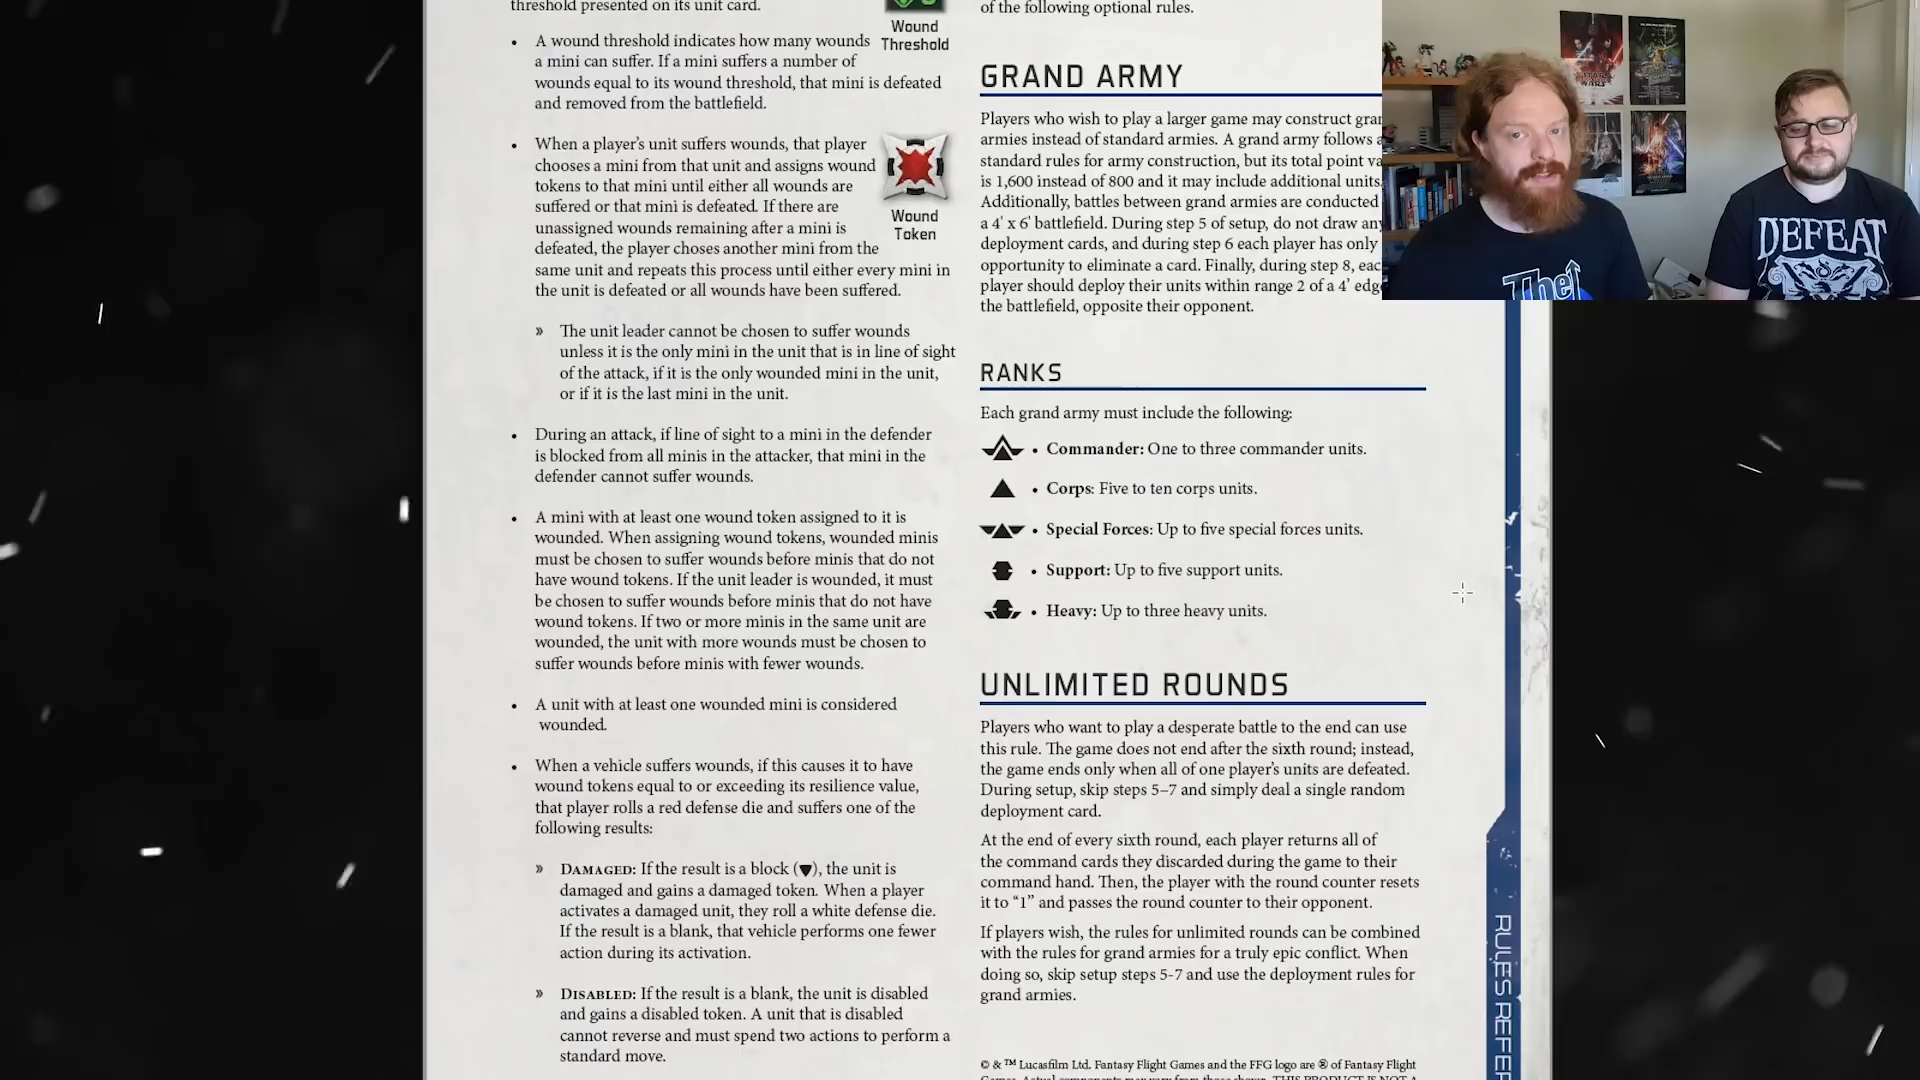 threshold presented on its unit card.
• A wound threshold indicates how many wounds
a mini can suffer. If a mini suffers a number of
wounds equal to its wound threshold, that mini is defeated
and removed from the battlefield.
Wound
Threshold
• When a player's unit suffers wounds, that player
chooses a mini from that unit and assigns wound
tokens to that mini until either all wounds are
suffered or that mini is defeated. If there are
unassigned wounds remaining after a mini is
defeated, the player choses another mini from the
same unit and repeats this process until either every mini in
the unit is defeated or all wounds have been suffered.
Wound
Token
» The unit leader cannot be chosen to suffer wounds
unless it is the only mini in the unit that is in line of sight
of the attack, if it is the only wounded mini in the unit,
or if it is the last mini in the unit.
• During an attack, if line of sight to a mini in the defender
is blocked from all minis in the attacker, that mini in the
defender cannot suffer wounds.
• A mini with at least one wound token assigned to it is
wounded. When assigning wound tokens, wounded minis
must be chosen to suffer wounds before minis that do not
have wound tokens. If the unit leader is wounded, it must
be chosen to suffer wounds before minis that do not have
wound tokens. If two or more minis in the same unit are
wounded, the unit with more wounds must be chosen to
suffer wounds before minis with fewer wounds.
• A unit with at least one wounded mini is considered
wounded.
• When a vehicle suffers wounds, if this causes it to have
wound tokens equal to or exceeding its resilience value,
that player rolls a red defense die and suffers one of the
following results:
» DAMAGED: If the result is a block (▼), the unit is
damaged and gains a damaged token. When a player
activates a damaged unit, they roll a white defense die.
If the result is a blank, that vehicle performs one fewer
action during its activation.
» DISABLED: If the result is a blank, the unit is disabled
and gains a disabled token. A unit that is disabled
cannot reverse and must spend two actions to perform a
standard move.
of the following optional rules.
GRAND ARMY
Players who wish to play a larger game may construct
armies instead of standard armies. A grand army follows
standard rules for army construction, but its total point
is 1,600 instead of 800 and it may include additional units.
Additionally, battles between grand armies are conducted
a 4' x 6' battlefield. During step 5 of setup, do not draw any
deployment cards, and during step 6 each player has only
opportunity to eliminate a card. Finally, during step 8,
player should deploy their units within range 2 of a 4'
the battlefield, opposite their opponent.
RANKS
Each grand army must include the following:
• Commander: One to three commander units.
• Corps: Five to ten corps units.
• Special Forces: Up to five special forces units.
• Support: Up to five support units.
• Heavy: Up to three heavy units.
UNLIMITED ROUNDS
Players who want to play a desperate battle to the end can use
this rule. The game does not end after the sixth round; instead,
the game ends only when all of one player's units are defeated.
During setup, skip steps 5–7 and simply deal a single random
deployment card.
At the end of every sixth round, each player returns all of
the command cards they discarded during the game to their
command hand. Then, the player with the round counter resets
it to “1” and passes the round counter to their opponent.
If players wish, the rules for unlimited rounds can be combined
with the rules for grand armies for a truly epic conflict. When
doing so, skip setup steps 5-7 and use the deployment rules for
grand armies.
© & ™ Lucasfilm Ltd. Fantasy Flight Games and the FFG logo are ® of Fantasy Flight
RULES
STAR
WARS
The
DEFEAT